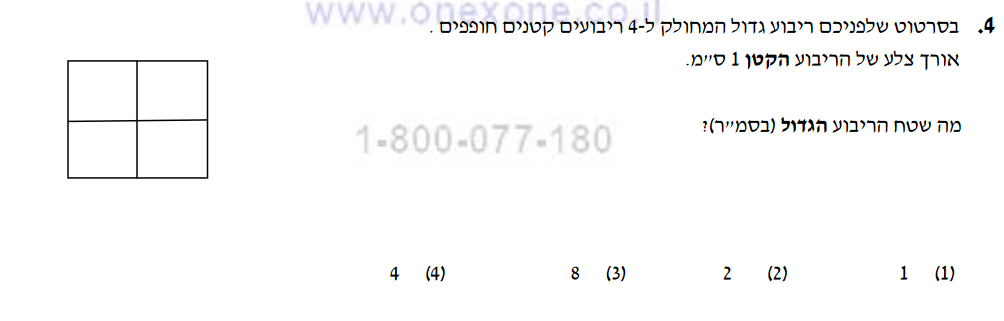 www.onexone.co.il
4. בסרטוט שלפניכם ריבוע גדול המחולק ל-4 ריבועים קטנים חופפים .
אורך צלע של הריבוע הקטן 1 ס״מ.
מה שטח הריבוע הגדול (בסמ״ר)?
1-800-077-180
(1) 1 (2) 2 (3) 8 (4) 4